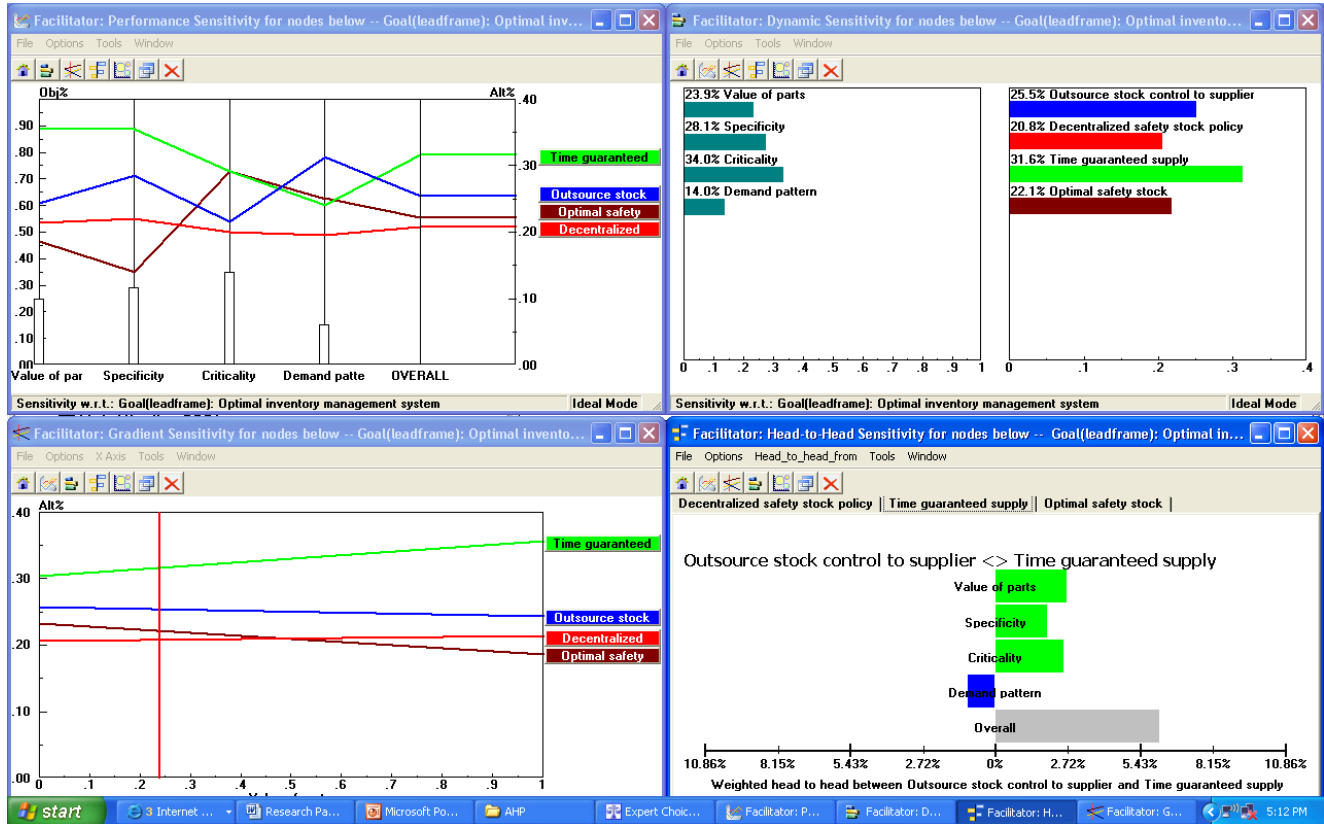 Facilitator: Performance Sensitivity for nodes below -- Goal(leadframe): Optimal inv...
File Options Tools Window
Obj%
Alt%
.90
.80
.70
.60
.50
.40
.30
.20
.10
.00
.40
.30
.20
.10
.00
Time guaranteed
Outsource stock
Optimal safety
Decentralized
Value of par Specificity Criticality Demand patte OVERALL
Sensitivity w.r.t.: Goal(leadframe): Optimal inventory management system Ideal Mode
Facilitator: Dynamic Sensitivity for nodes below -- Goal(leadframe): Optimal invento...
File Options Tools Window
23.9% Value of parts
28.1% Specificity
34.0% Criticality
14.0% Demand pattern
0 .1 .2 .3 .4 .5 .6 .7 .8 .9 1
25.5% Outsource stock control to supplier
20.8% Decentralized safety stock policy
31.6% Time guaranteed supply
22.1% Optimal safety stock
0 .1 .2 .3 .4
Sensitivity w.r.t.: Goal(leadframe): Optimal inventory management system Ideal Mode
Facilitator: Gradient Sensitivity for nodes below -- Goal(leadframe): Optimal invento...
File Options X Axis Tools Window
Alt%
.40
.30
.20
.10
.00
Time guaranteed
Outsource stock
Decentralized
Optimal safety
0 .1 .2 .3 .4 .5 .6 .7 .8 .9 1
Facilitator: Head-to-Head Sensitivity for nodes below -- Goal(leadframe): Optimal in...
File Options Head_to_head_from Tools Window
Decentralized safety stock policy Time guaranteed supply Optimal safety stock
Outsource stock control to supplier <> Time guaranteed supply
Value of parts
Specificity
Criticality
Demand pattern
Overall
10.86% 8.15% 5.43% 2.72% 0% 2.72% 5.43% 8.15% 10.86%
Weighted head to head between Outsource stock control to supplier and Time guaranteed supply
start 3 Internet ... Research Pa... Microsoft Po... AHP Expert Choic... Facilitator: P... Facilitator: D... Facilitator: H... Facilitator: G... 5:12 PM